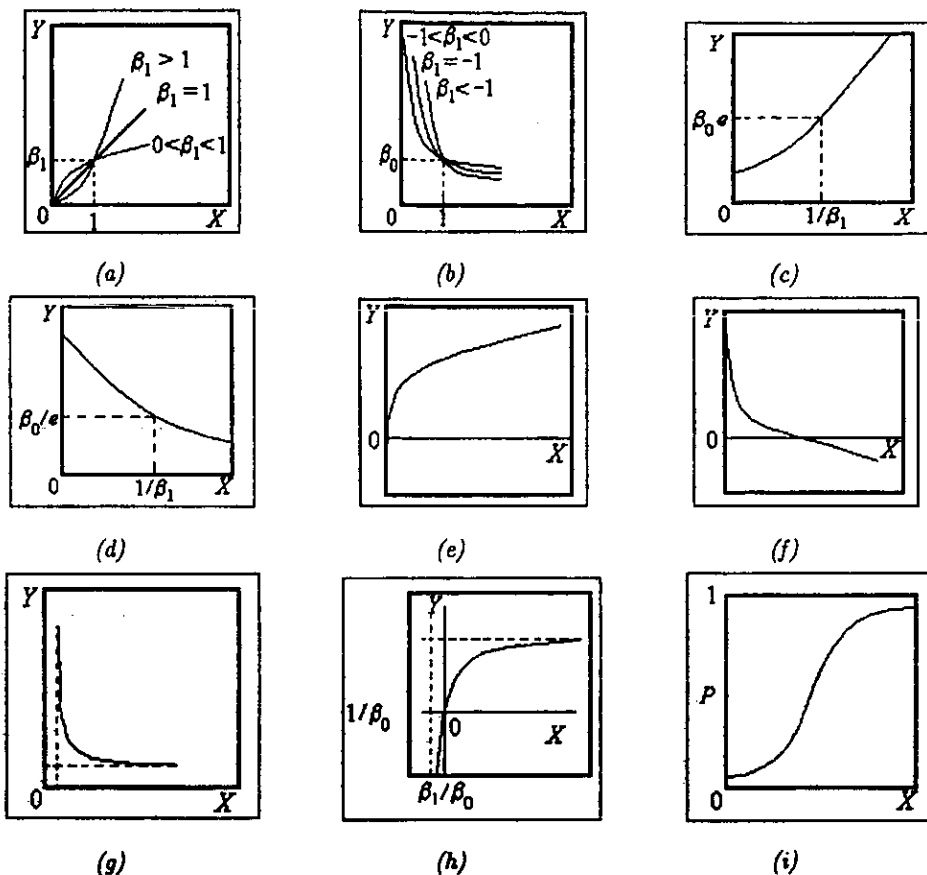 Y
β₁ > 1
β₁ = 1
0<β₁<1
β₁
0
1
X
(a)
Y
-1<β₁<0
β₁=-1
β₁<-1
β₀
0
1
X
(b)
Y
β₀e
0
1/β₁
X
(c)
Y
β₀/e
0
1/β₁
X
(d)
Y
0
X
(e)
Y
0
X
(f)
Y
0
X
(g)
Y
1/β₀
0
X
β₁/β₀
(h)
1
p
0
X
(i)